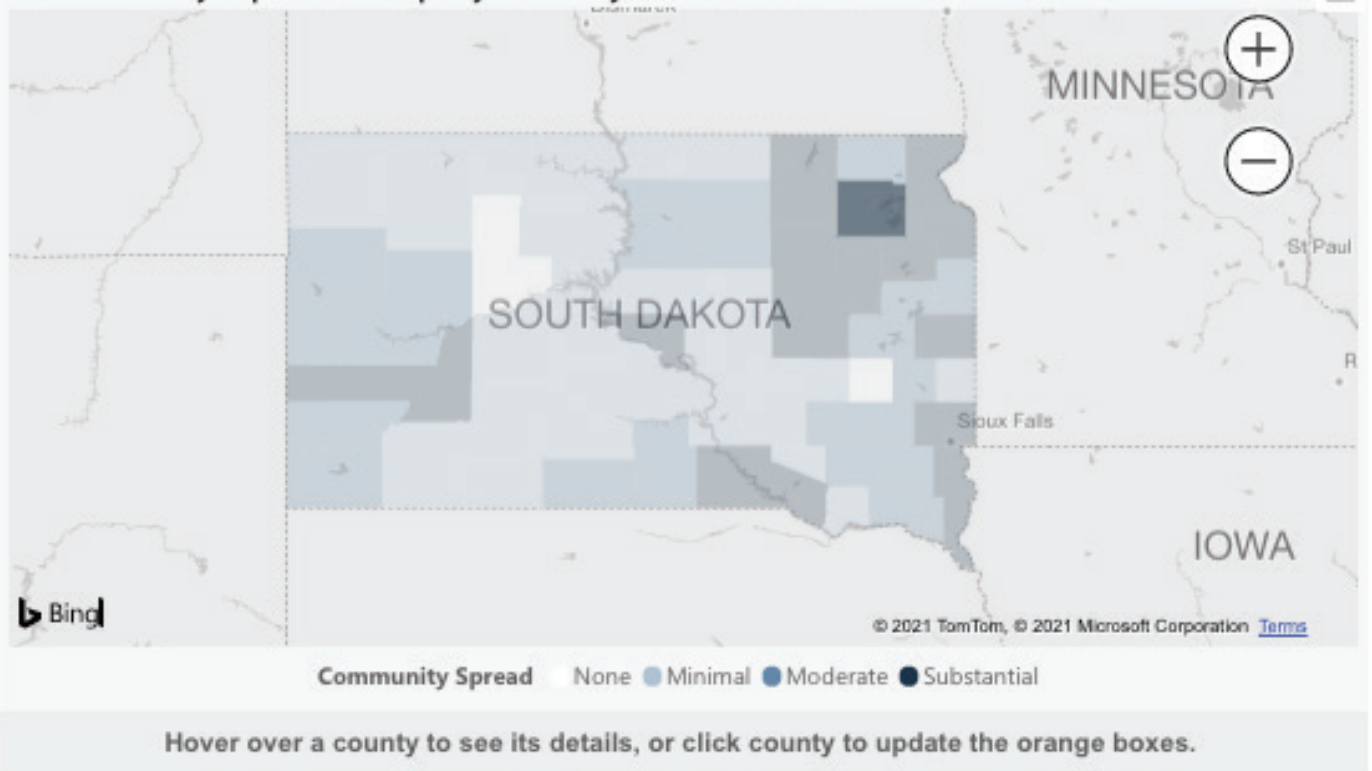 Bismarck
MINNESOTA
St Paul
SOUTH DAKOTA
R
Sioux Falls
IOWA
Bing
© 2021 TomTom, © 2021 Microsoft Corporation Terms
Community Spread None Minimal Moderate Substantial
Hover over a county to see its details, or click county to update the orange boxes.